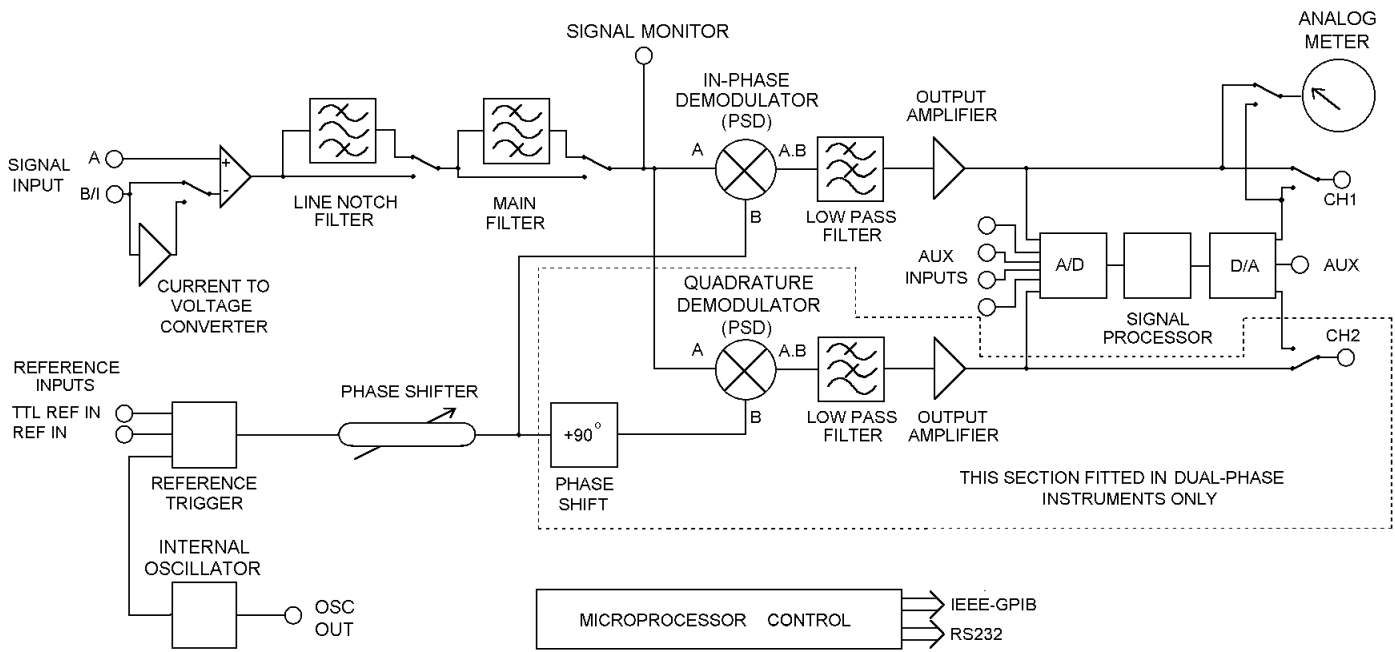 SIGNAL MONITOR
ANALOG
METER
IN-PHASE
DEMODULATOR
(PSD)
OUTPUT
AMPLIFIER
SIGNAL
INPUT
A
B/I
+
-
LINE NOTCH
FILTER
MAIN
FILTER
A
A.B
B
LOW PASS
FILTER
CH1
CURRENT TO
VOLTAGE
CONVERTER
AUX
INPUTS
A/D
SIGNAL
PROCESSOR
D/A
AUX
QUADRATURE
DEMODULATOR
(PSD)
A
A.B
B
LOW PASS
FILTER
OUTPUT
AMPLIFIER
CH2
REFERENCE
INPUTS
TTL REF IN
REF IN
REFERENCE
TRIGGER
PHASE SHIFTER
+90°
PHASE
SHIFT
THIS SECTION FITTED IN DUAL-PHASE
INSTRUMENTS ONLY
INTERNAL
OSCILLATOR
OSC
OUT
MICROPROCESSOR CONTROL
IEEE-GPIB
RS232